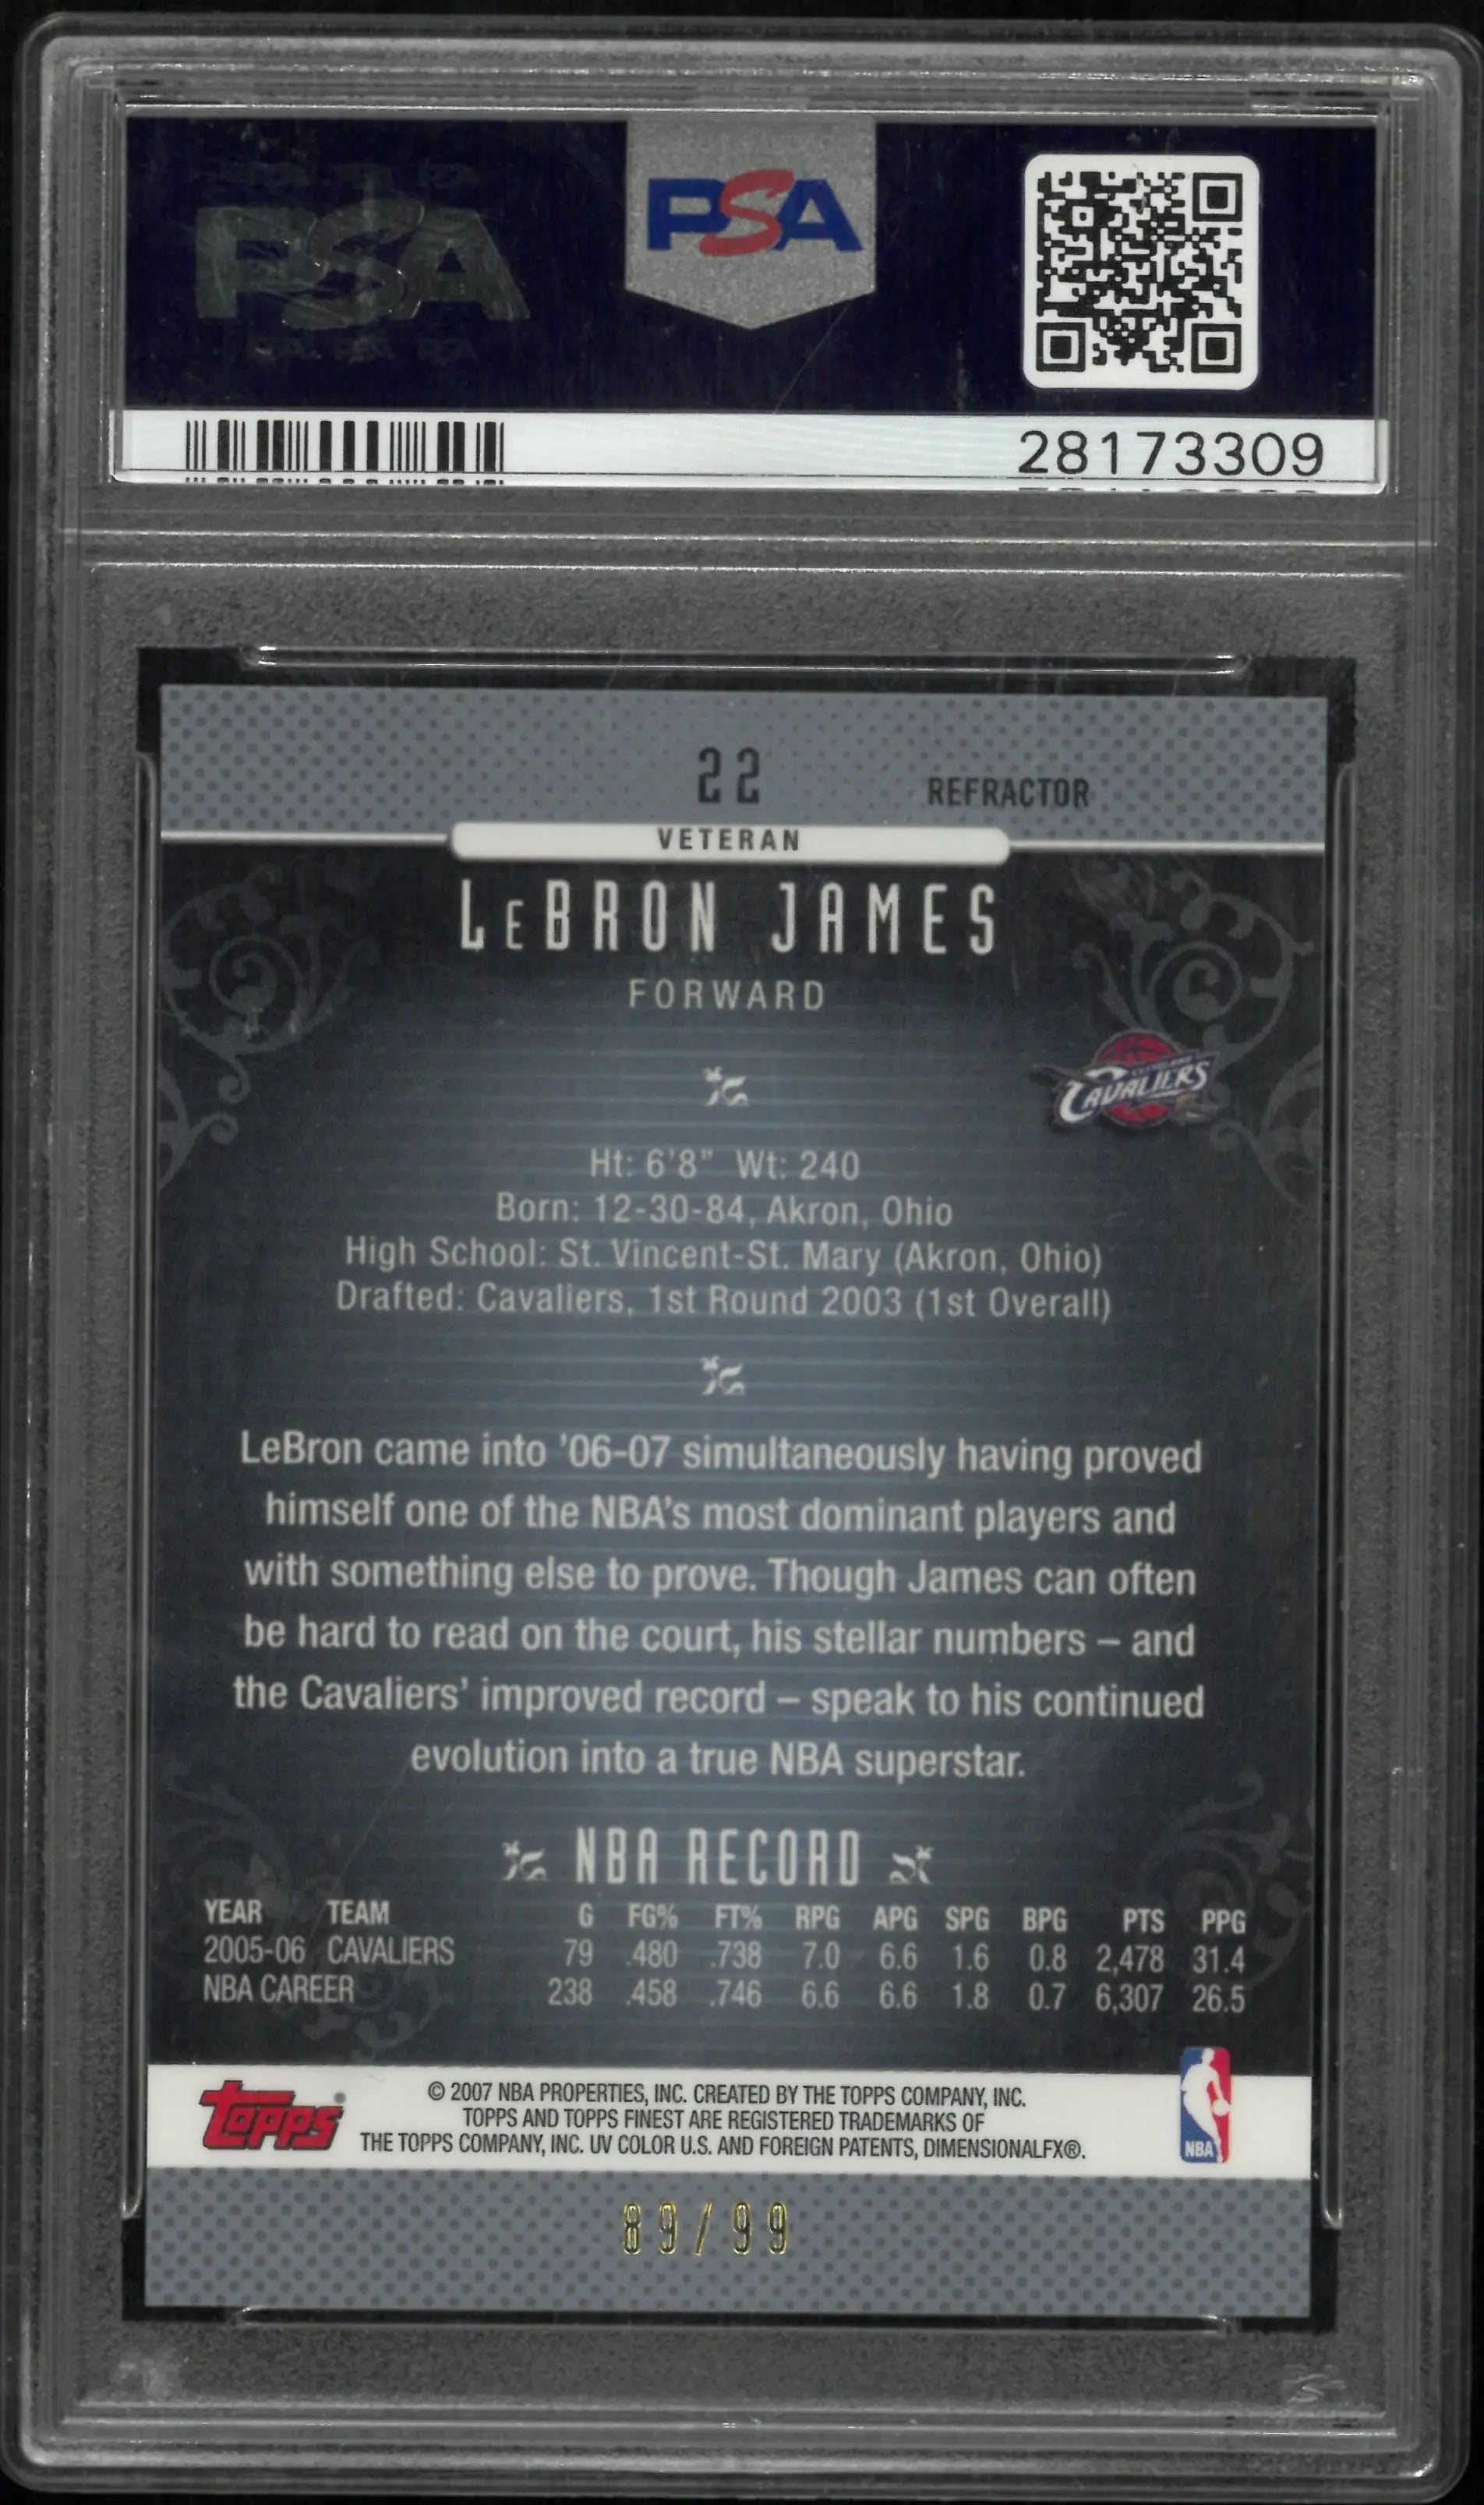 PSA
PSA
28173309
22
REFRACTOR
VETERAN
LeBRON JAMES
FORWARD
CAVALIERS
Ht: 6'8" Wt: 240
Born: 12-30-84, Akron, Ohio
High School: St. Vincent-St. Mary (Akron, Ohio)
Drafted: Cavaliers, 1st Round 2003 (1st Overall)
LeBron came into '06-07 simultaneously having proved
himself one of the NBA's most dominant players and
with something else to prove. Though James can often
be hard to read on the court, his stellar numbers – and
the Cavaliers' improved record – speak to his continued
evolution into a true NBA superstar.
NBA RECORD
YEAR TEAM G FG% FT% RPG APG SPG BPG PTS PPG
2005-06 CAVALIERS 79 .480 .738 7.0 6.6 1.6 0.8 2,478 31.4
NBA CAREER 238 .458 .746 6.6 6.6 1.8 0.7 6,307 26.5
Topps®
© 2007 NBA PROPERTIES, INC. CREATED BY THE TOPPS COMPANY, INC.
TOPPS AND TOPPS FINEST ARE REGISTERED TRADEMARKS OF
THE TOPPS COMPANY, INC. UV COLOR U.S. AND FOREIGN PATENTS, DIMENSIONALFX®.
NBA
89/99